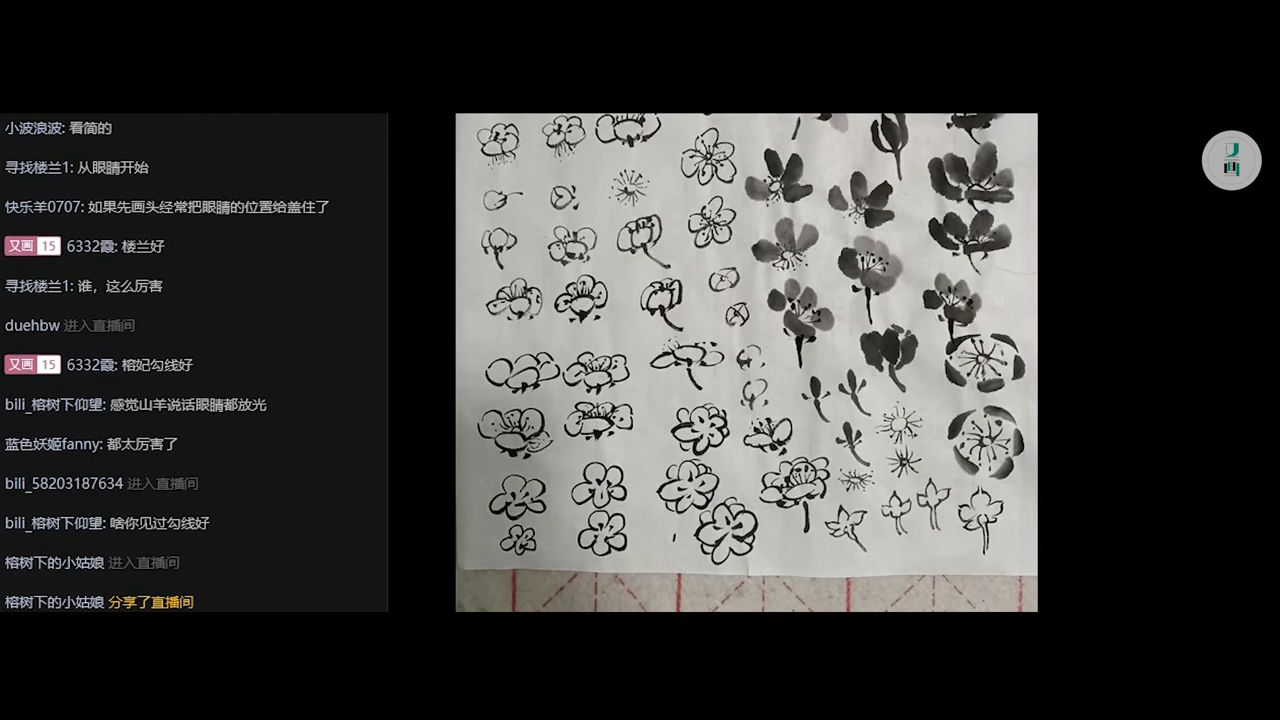 小波浪波: 看简的
寻找楼兰1: 从眼睛开始
快乐羊0707: 如果先画头经常把眼睛的位置给盖住了
又画 15 6332霞: 楼兰好
寻找楼兰1: 谁，这么厉害
duehbw 进入直播间
又画 15 6332霞: 榕妃勾线好
bili_榕树下仰望: 感觉山羊说话眼睛都放光
蓝色妖姬fanny: 都太厉害了
bili_58203187634 进入直播间
bili_榕树下仰望: 啥你见过勾线好
榕树下的小姑娘 进入直播间
榕树下的小姑娘 分享了直播间